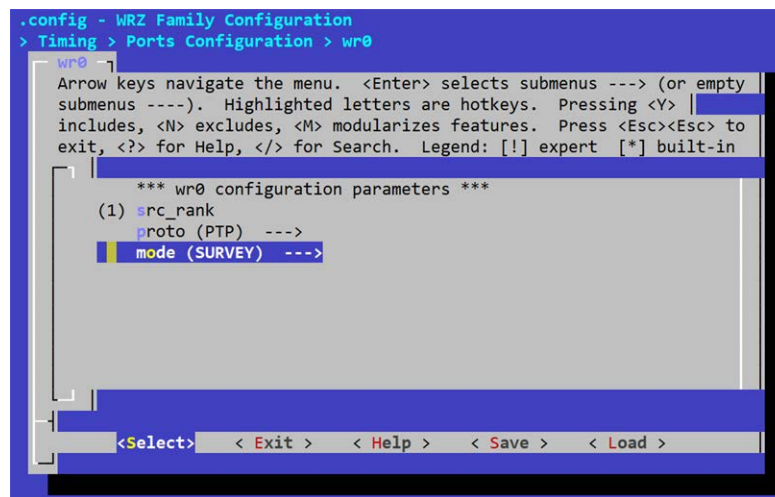 .config - WRZ Family Configuration
> Timing > Ports Configuration > wr0
wr0
Arrow keys navigate the menu.  <Enter> selects submenus ---> (or empty
submenus ----).  Highlighted letters are hotkeys.  Pressing <Y>
includes, <N> excludes, <M> modularizes features.  Press <Esc><Esc> to
exit, <?> for Help, </> for Search.  Legend: [!] expert  [*] built-in
*** wr0 configuration parameters ***
(1) src_rank
proto (PTP)  --->
mode (SURVEY)  --->
<Select>    < Exit >    < Help >    < Save >    < Load >